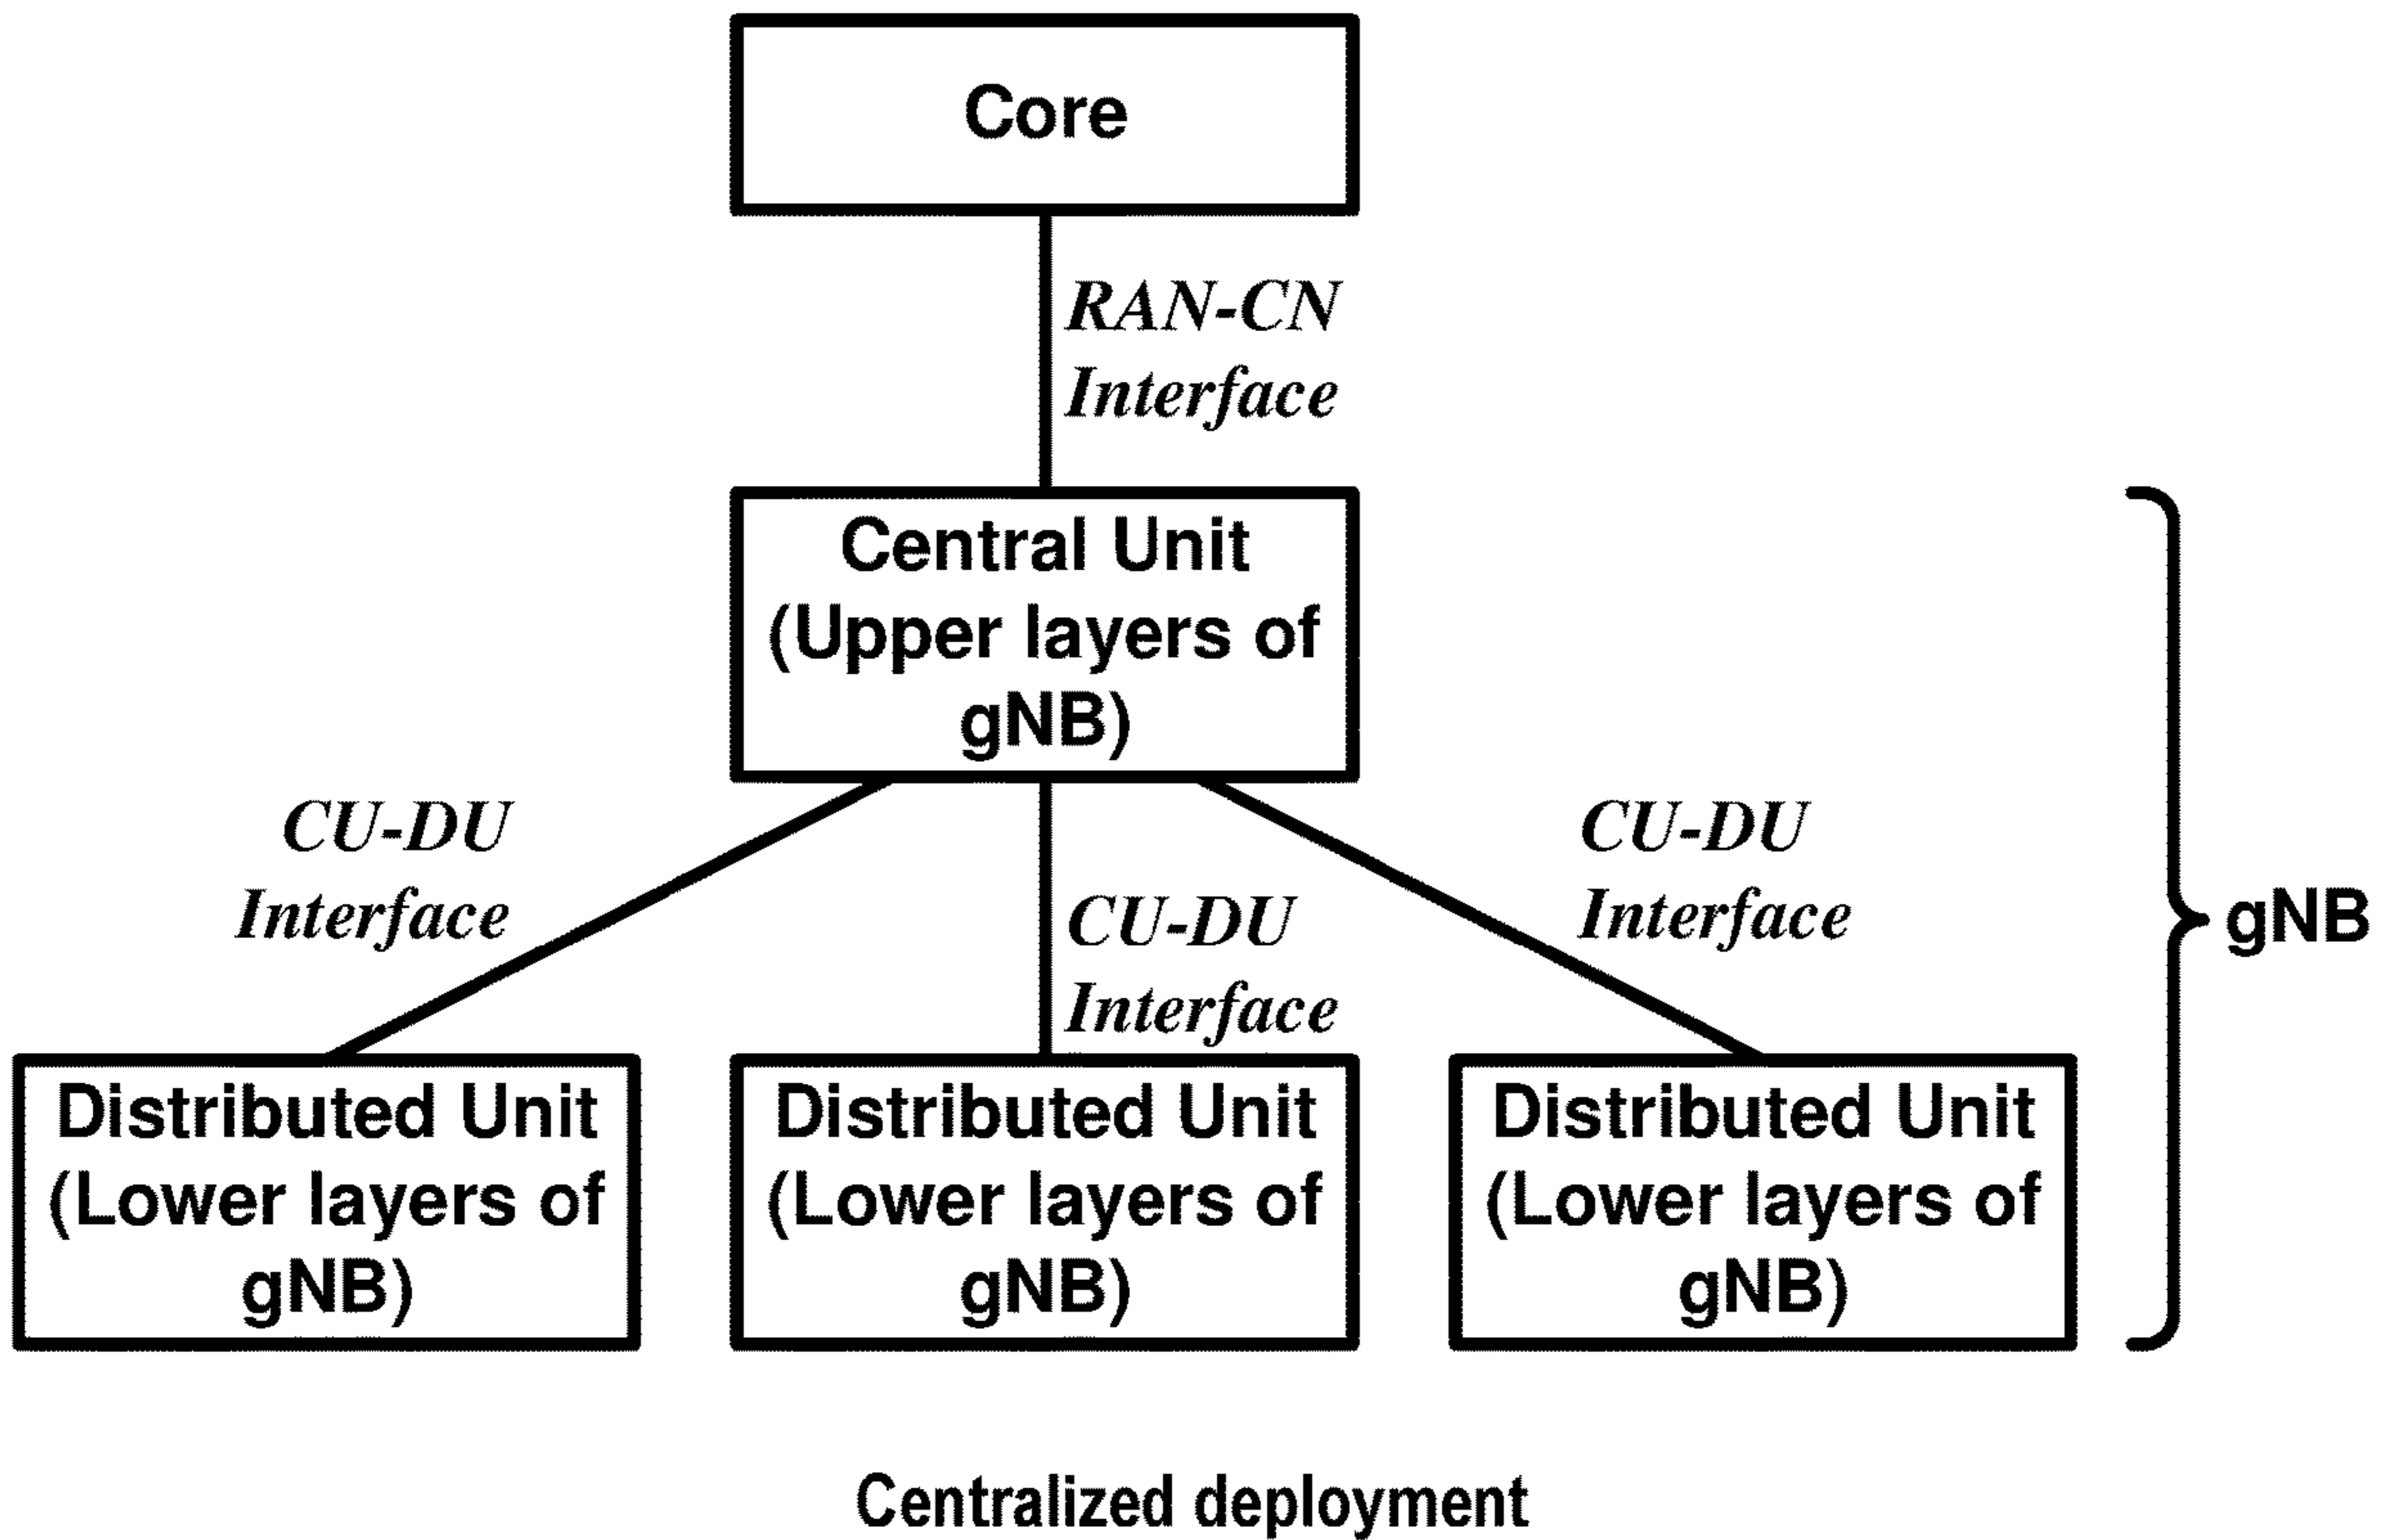 Core
RAN-CN
Interface
Central Unit
(Upper layers of
gNB)
CU-DU
Interface
CU-DU
Interface
CU-DU
Interface
gNB
Distributed Unit
(Lower layers of
gNB)
Distributed Unit
(Lower layers of
gNB)
Distributed Unit
(Lower layers of
gNB)
Centralized deployment